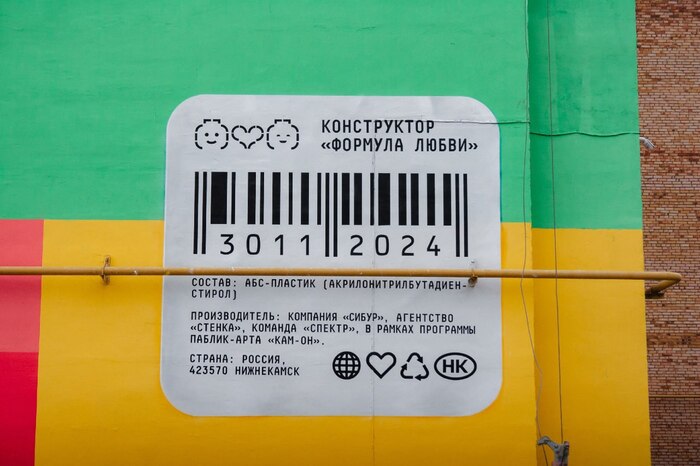 КОНСТРУКТОР
«ФОРМУЛА ЛЮБВИ»
3011 2024
СОСТАВ: АБС-ПЛАСТИК (АКРИЛОНИТРИЛБУТАДИЕН-
СТИРОЛ)
ПРОИЗВОДИТЕЛЬ: КОМПАНИЯ «СИБУР», АГЕНТСТВО
«СТЕНКА», КОМАНДА «СПЕКТР», В РАМКАХ ПРОГРАММЫ
ПАБЛИК-АРТА «КАМ-ОН».
СТРАНА: РОССИЯ,
423570 НИЖНЕКАМСК
НК